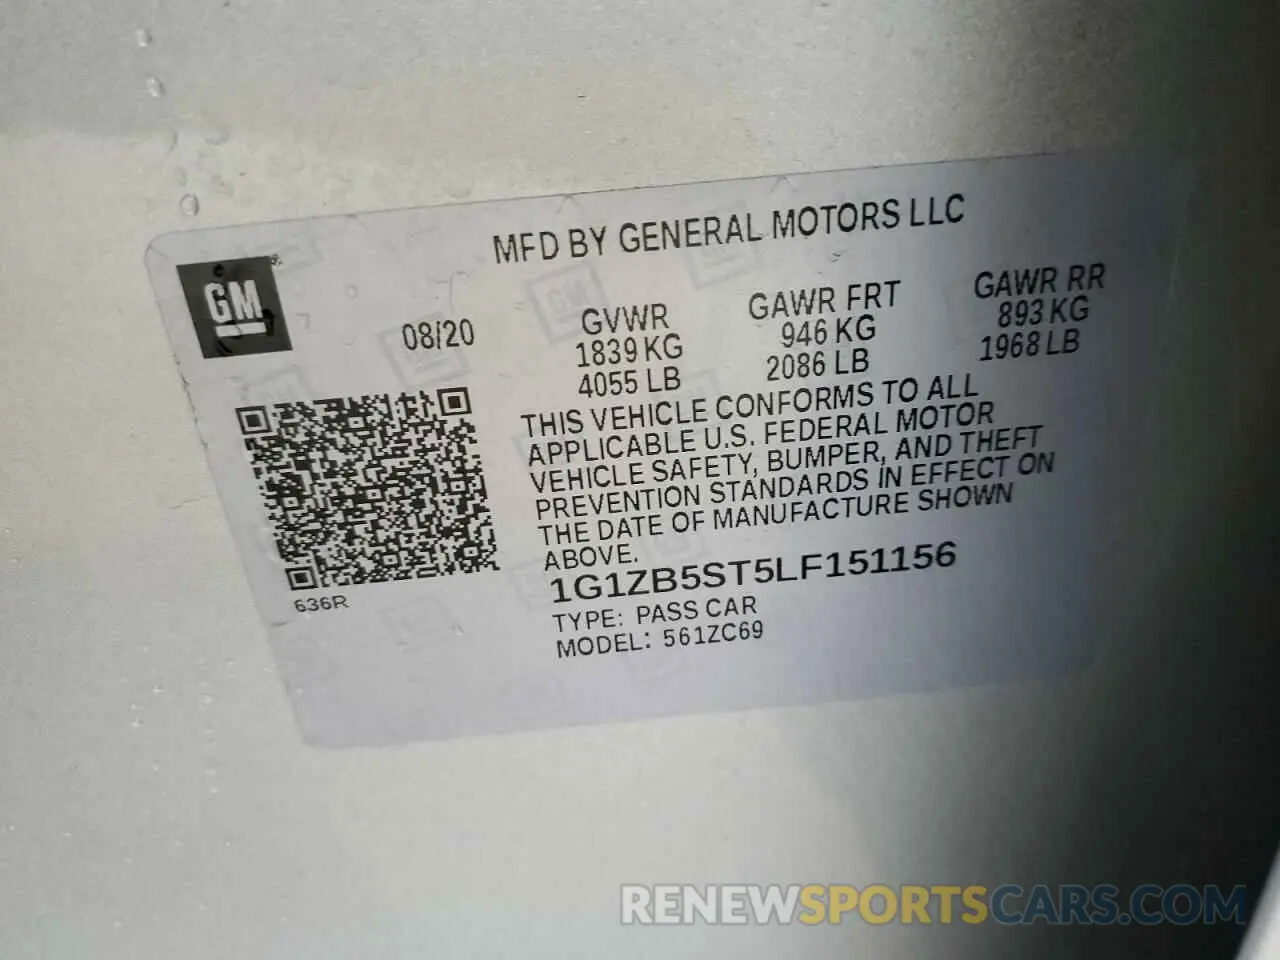 MFD BY GENERAL MOTORS LLC
GM
08/20
GVWR
1839 KG
4055 LB
GAWR FRT
946 KG
2086 LB
GAWR RR
893 KG
1968 LB
THIS VEHICLE CONFORMS TO ALL
APPLICABLE U.S. FEDERAL MOTOR
VEHICLE SAFETY, BUMPER, AND THEFT
PREVENTION STANDARDS IN EFFECT ON
THE DATE OF MANUFACTURE SHOWN
ABOVE.
1G1ZB5ST5LF151156
TYPE: PASS CAR
MODEL: 561ZC69
636R
RENEWSPORTSCARS.COM